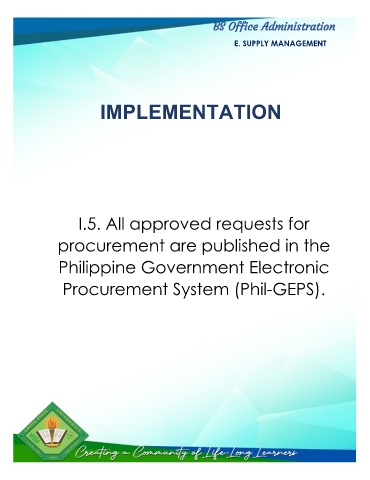 BS Office Administration
E. SUPPLY MANAGEMENT
IMPLEMENTATION
I.5. All approved requests for
procurement are published in the
Philippine Government Electronic
Procurement System (Phil-GEPS).
Creating a Community of Life-Long Learners